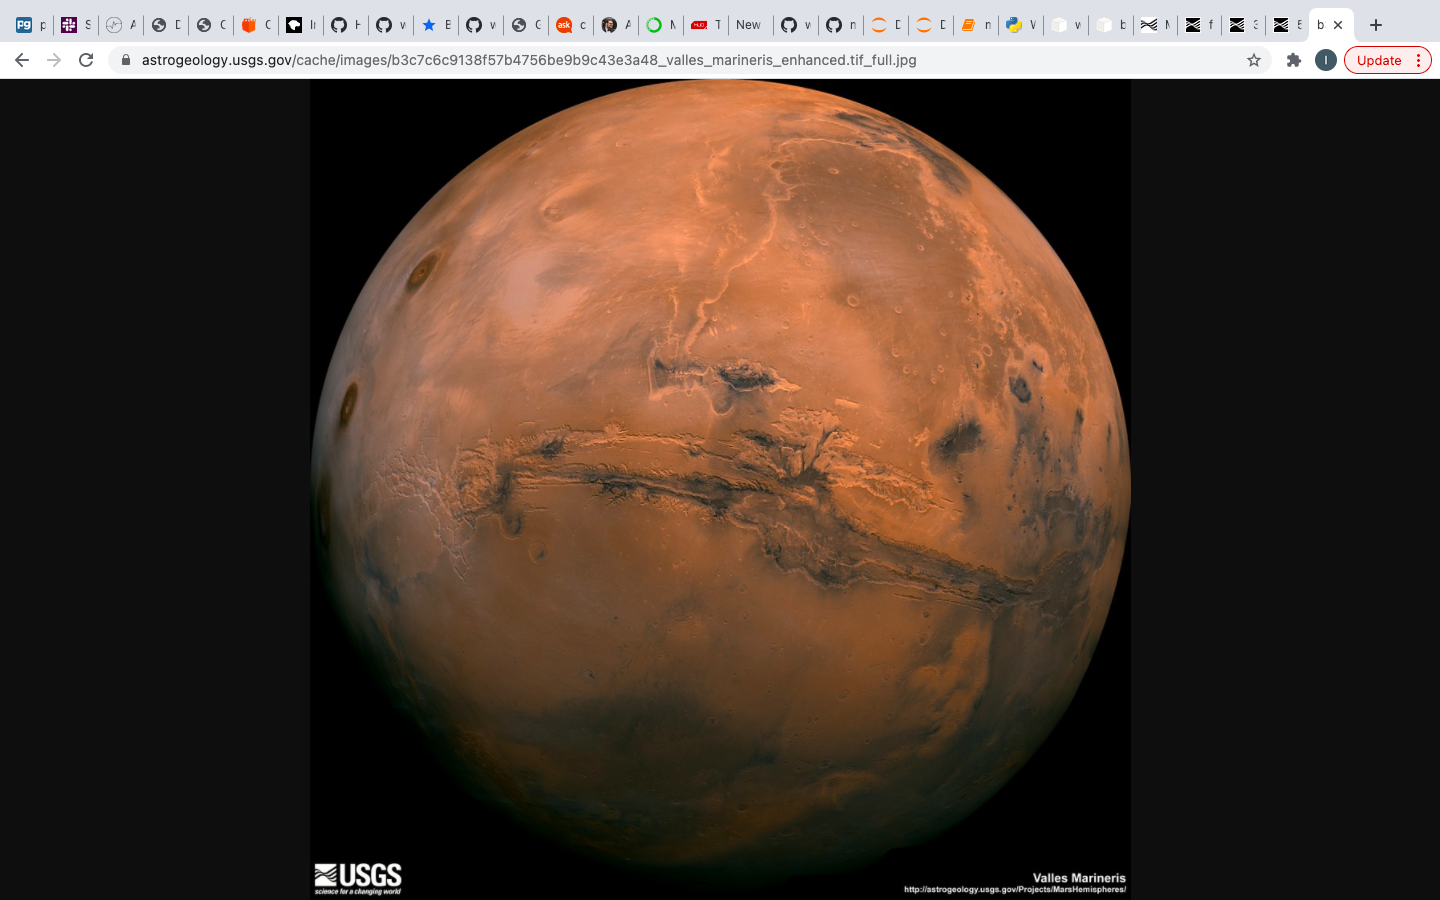 New
Update
astrogeology.usgs.gov/cache/images/b3c7c6c9138f57b4756be9b9c43e3a48_valles_marineris_enhanced.tif_full.jpg
USGS
science for a changing world
Valles Marineris
http://astrogeology.usgs.gov/Projects/MarsHemispheres/